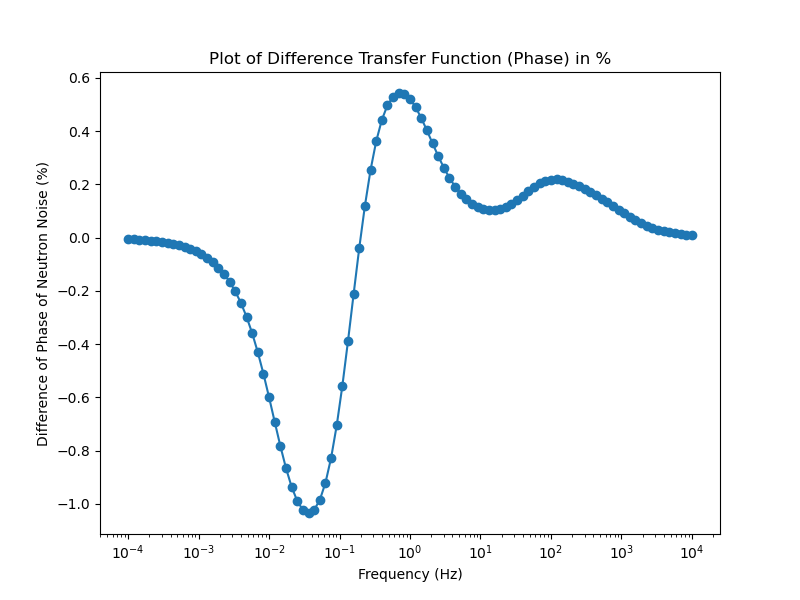 Plot of Difference Transfer Function (Phase) in %
Difference of Phase of Neutron Noise (%)
0.6
0.4
0.2
0.0
−0.2
−0.4
−0.6
−0.8
−1.0
10⁻⁴ 10⁻³ 10⁻² 10⁻¹ 10⁰ 10¹ 10² 10³ 10⁴
Frequency (Hz)